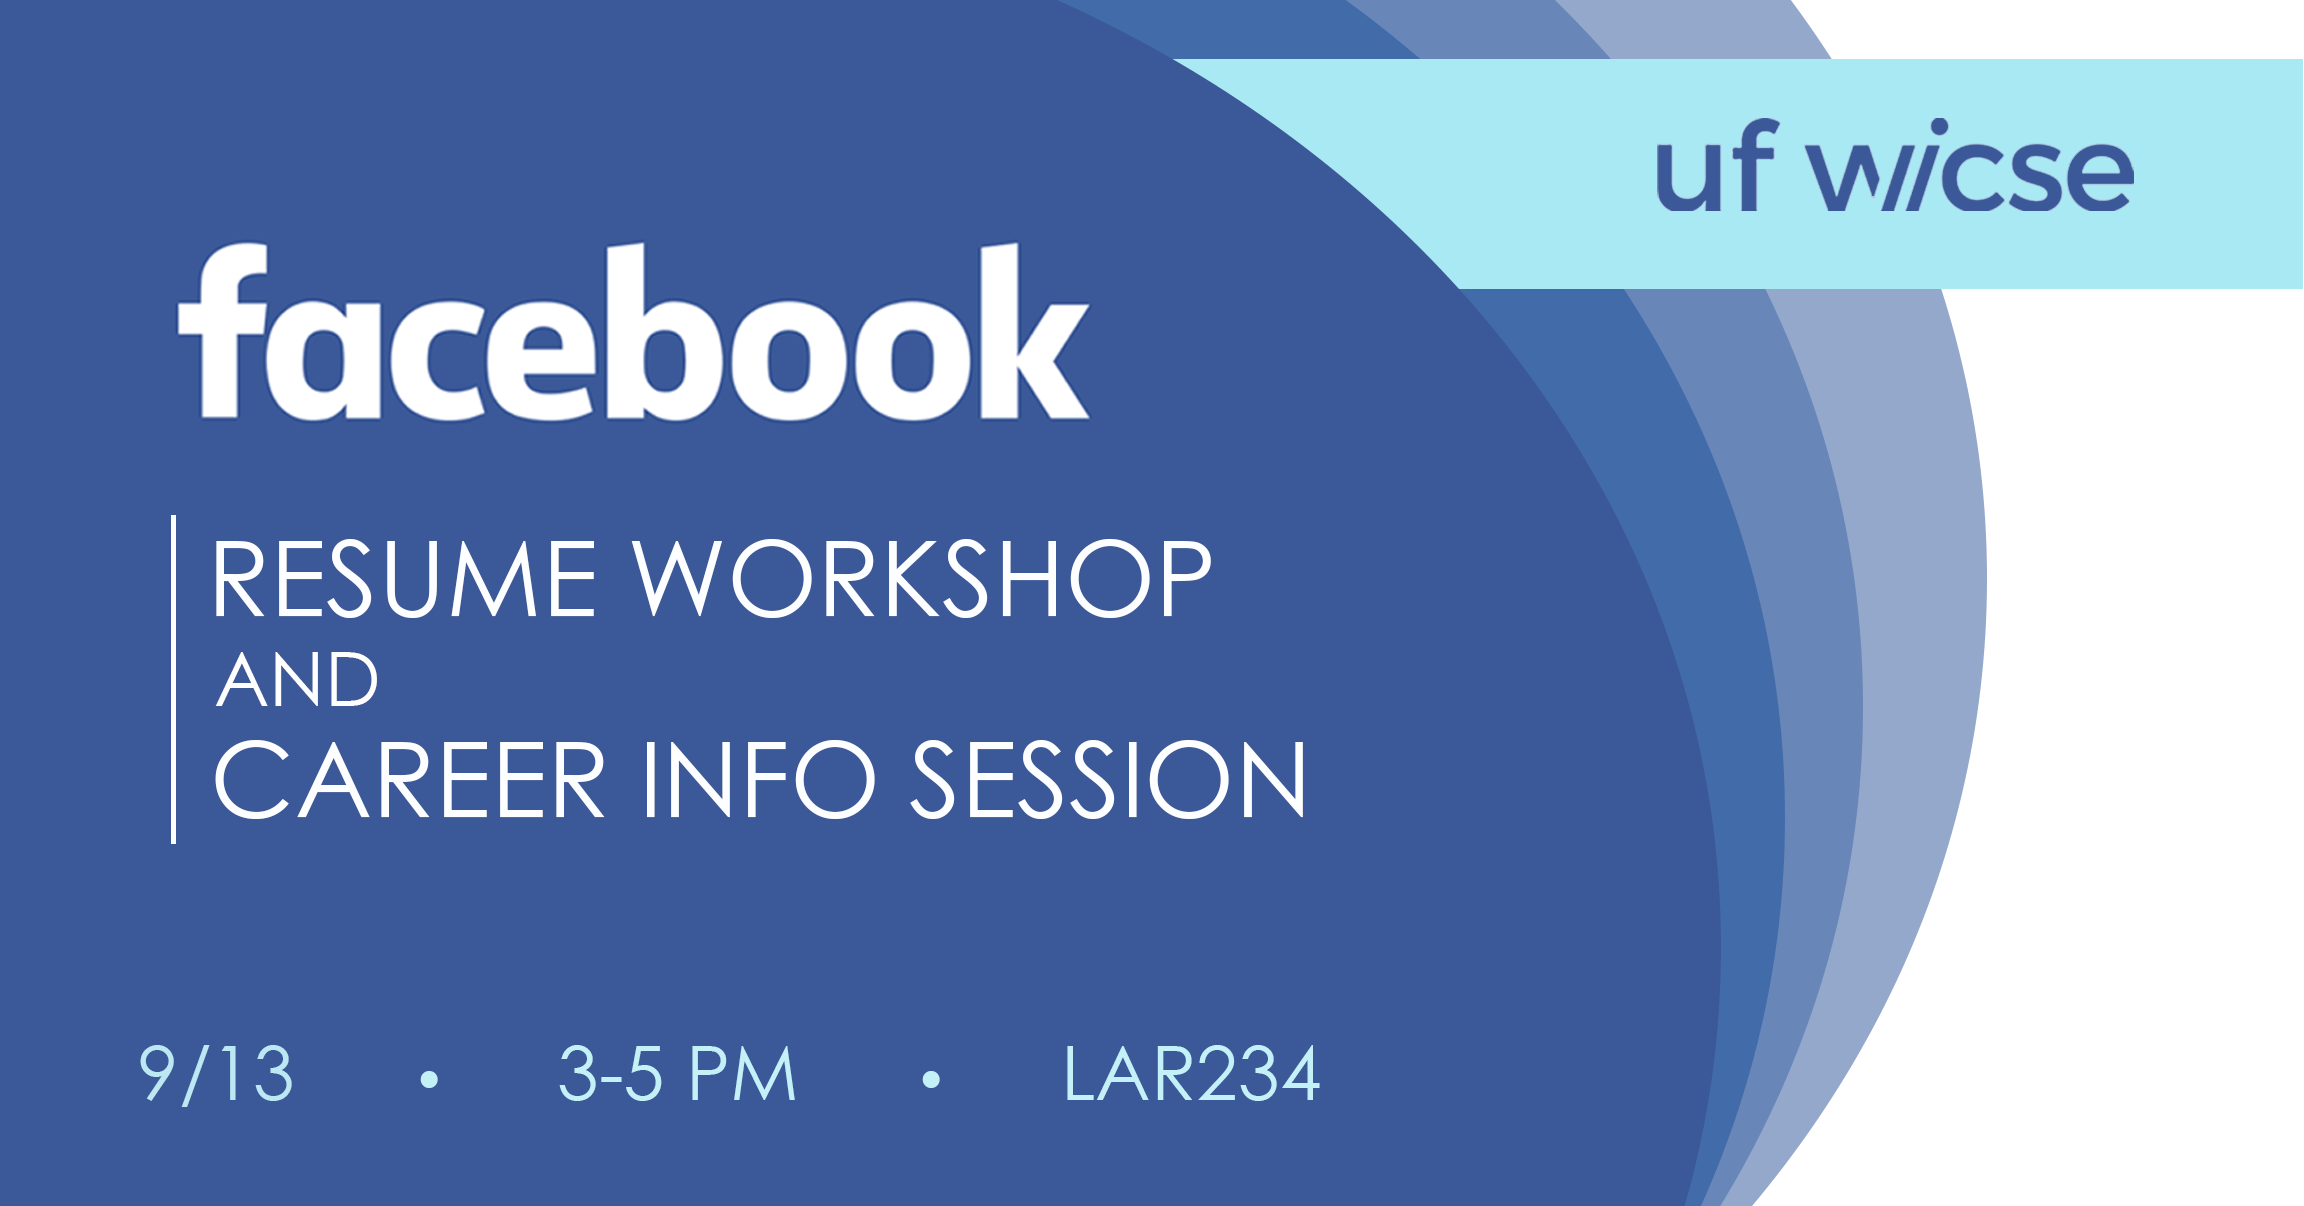 uf wicse
facebook
RESUME WORKSHOP
AND
CAREER INFO SESSION
9/13 • 3-5 PM • LAR234